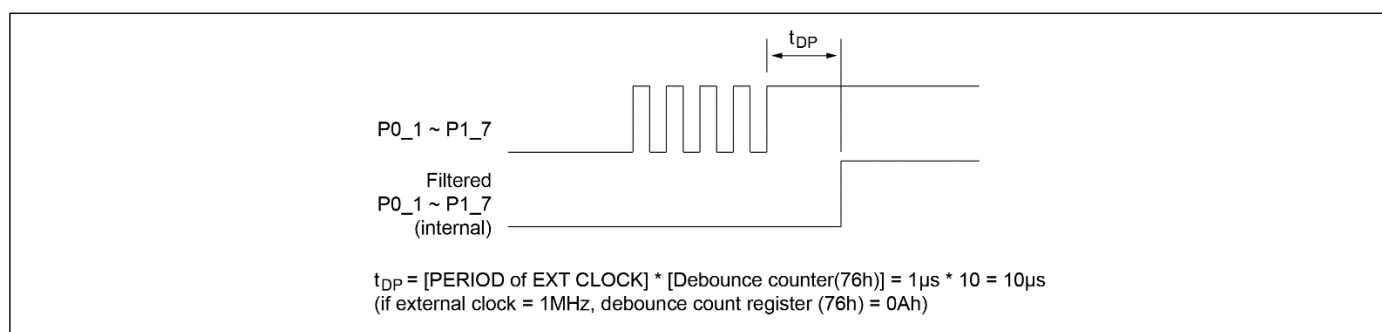 tDP
P0_1 ~ P1_7
Filtered
P0_1 ~ P1_7
(internal)
tDP = [PERIOD of EXT CLOCK] * [Debounce counter(76h)] = 1µs * 10 = 10µs
(if external clock = 1MHz, debounce count register (76h) = 0Ah)